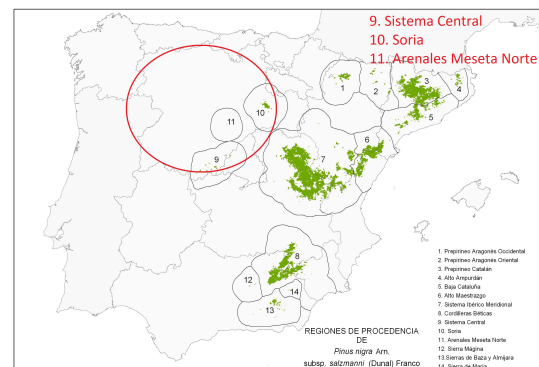 9. Sistema Central
10. Soria
11. Arenales Meseta Norte
1
2
3
4
5
6
7
8
9
10
11
12
13
14
1. Prepirineo Aragonés Occidental
2. Prepirineo Aragonés Oriental
3. Prepirineo Catalán
4. Alto Ampurdán
5. Baja Cataluña
6. Alto Maestrazgo
7. Sistema Ibérico Meridional
8. Cordilleras Béticas
9. Sistema Central
10. Soria
11. Arenales Meseta Norte
12. Sierra Mágina
13.Sierras de Baza y Almijara
14. Sierra de María
REGIONES DE PROCEDENCIA
DE
Pinus nigra Arn.
subsp. salzmanni (Dunal) Franco